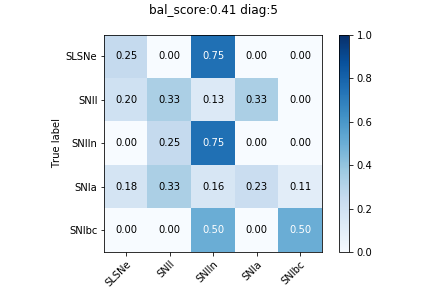 bal_score:0.41 diag:5
SLSNe 0.25 0.00 0.75 0.00 0.00
SNII 0.20 0.33 0.13 0.33 0.00
SNIIn 0.00 0.25 0.75 0.00 0.00
SNIa 0.18 0.33 0.16 0.23 0.11
SNIbc 0.00 0.00 0.50 0.00 0.50
SLSNe SNII SNIIn SNIa SNIbc
True label
1.0
0.8
0.6
0.4
0.2
0.0